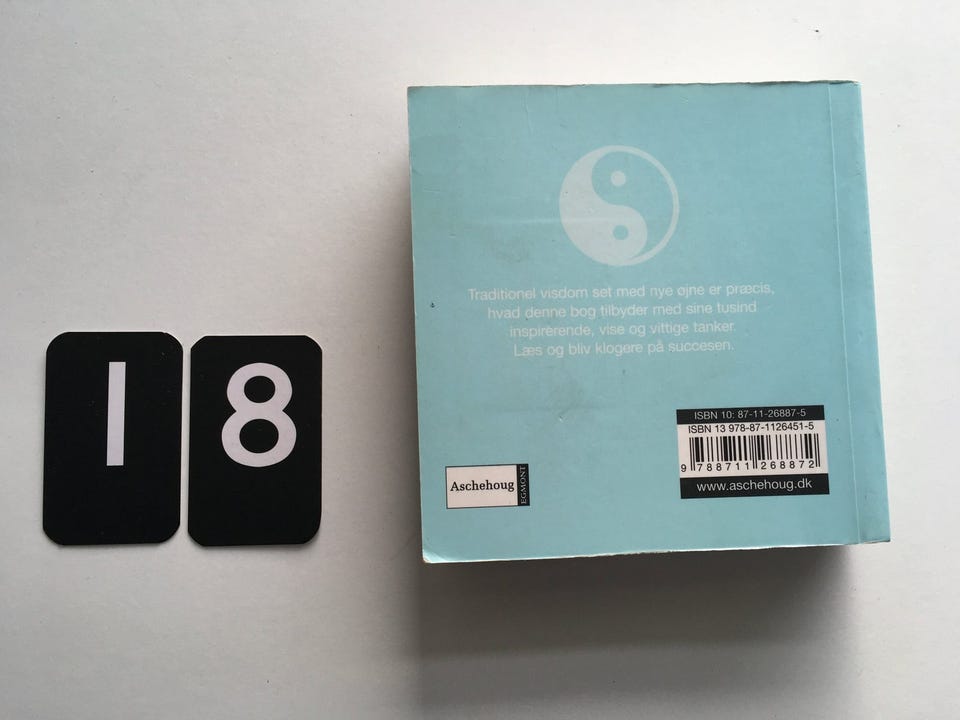 18
Traditionel visdom set med nye øjne er præcis,
hvad denne bog tilbyder med sine tusind
inspirerende, vise og vittige tanker.
Læs og bliv klogere på succesen.
Aschehoug
EGMONT
ISBN 10: 87-11-26887-5
ISBN 13 978-87-1126451-5
9 788711 268872
www.aschehoug.dk